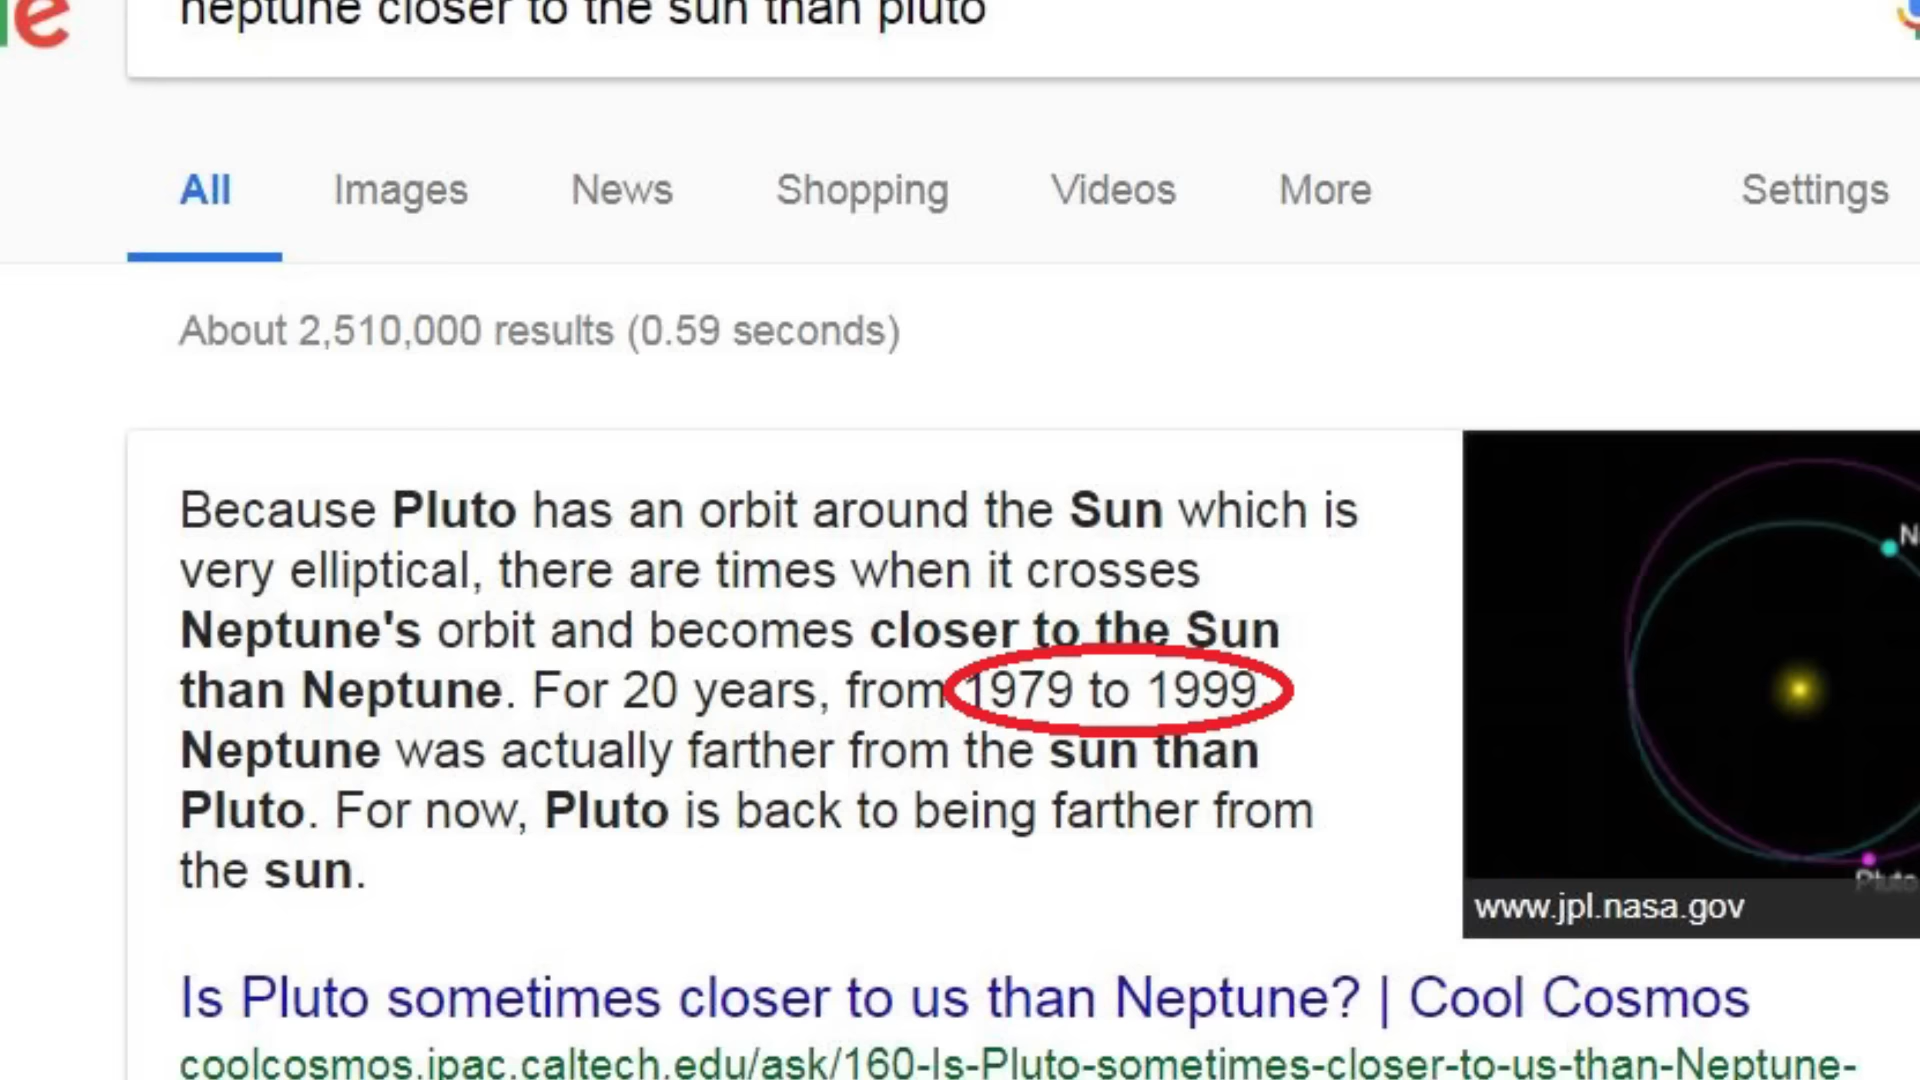 neptune closer to the sun than pluto
All Images News Shopping Videos More Settings
About 2,510,000 results (0.59 seconds)
Because Pluto has an orbit around the Sun which is
very elliptical, there are times when it crosses
Neptune's orbit and becomes closer to the Sun
than Neptune. For 20 years, from 1979 to 1999
Neptune was actually farther from the sun than
Pluto. For now, Pluto is back to being farther from
the sun.
Pluto
www.jpl.nasa.gov
Is Pluto sometimes closer to us than Neptune? | Cool Cosmos
coolcosmos.ipac.caltech.edu/ask/160-Is-Pluto-sometimes-closer-to-us-than-Neptune-